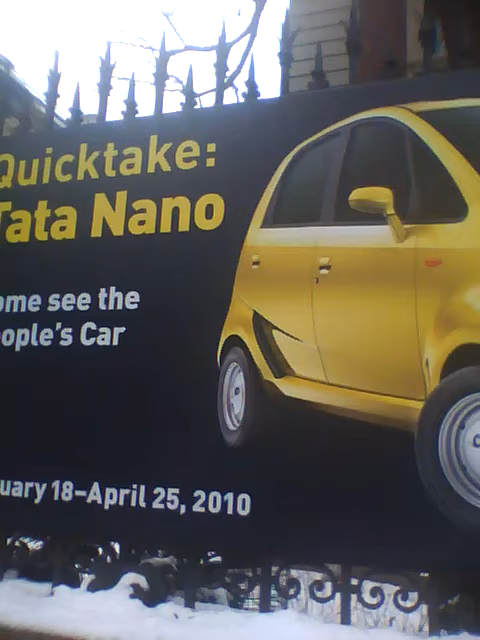 Quicktake:
Tata Nano
ome see the
ople's Car
uary 18–April 25, 2010